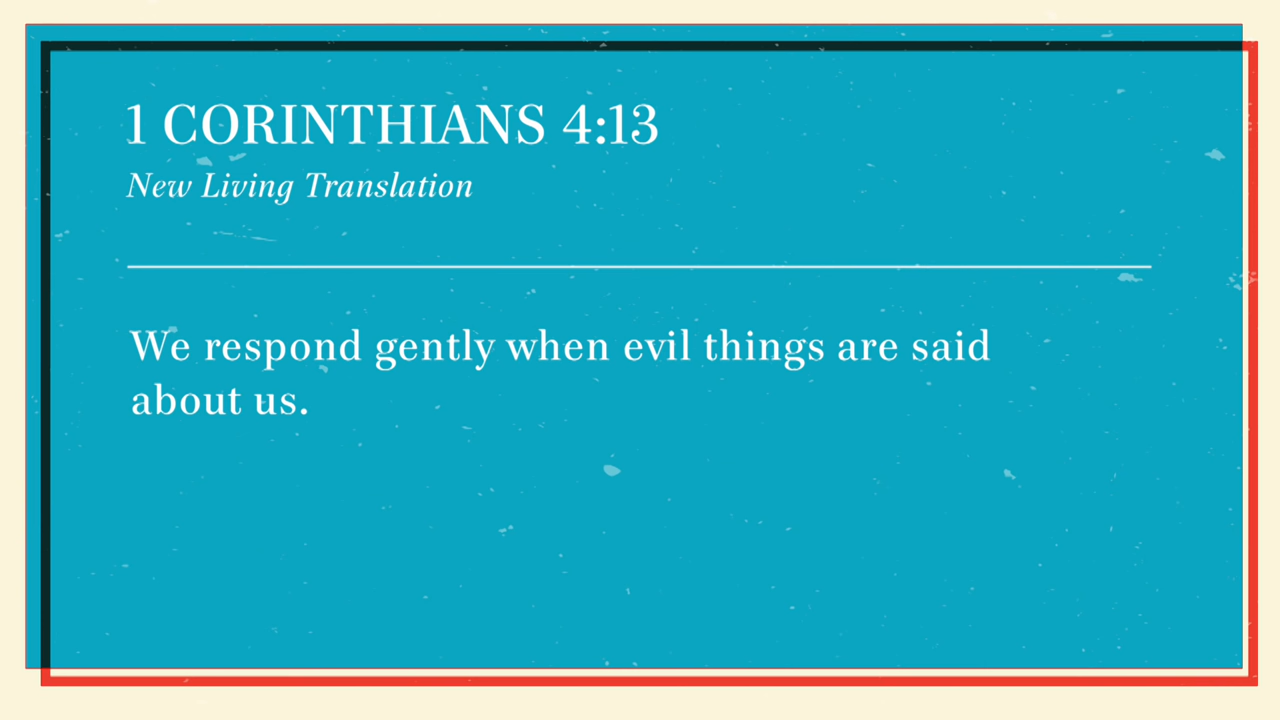 1 CORINTHIANS 4:13
New Living Translation
We respond gently when evil things are said
about us.